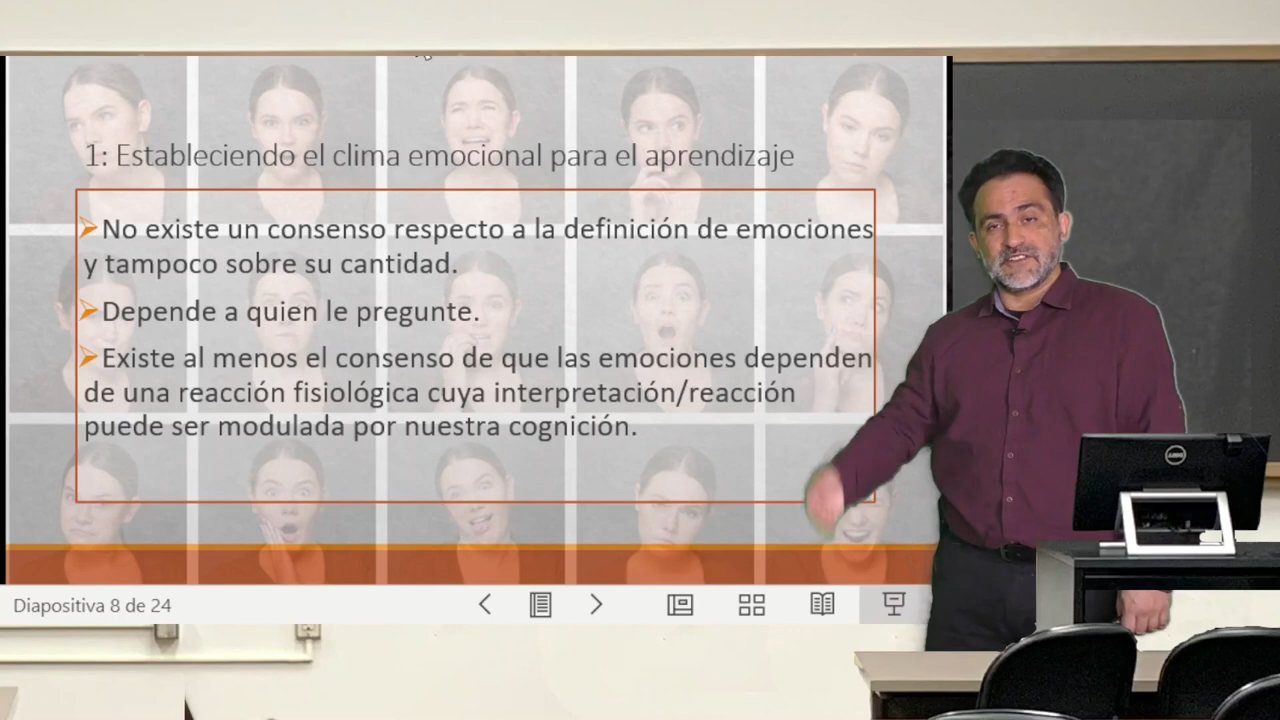 1: Estableciendo el clima emocional para el aprendizaje
➢No existe un consenso respecto a la definición de emociones
y tampoco sobre su cantidad.
➢Depende a quien le pregunte.
➢Existe al menos el consenso de que las emociones dependen
de una reacción fisiológica cuya interpretación/reacción
puede ser modulada por nuestra cognición.
Diapositiva 8 de 24
DELL